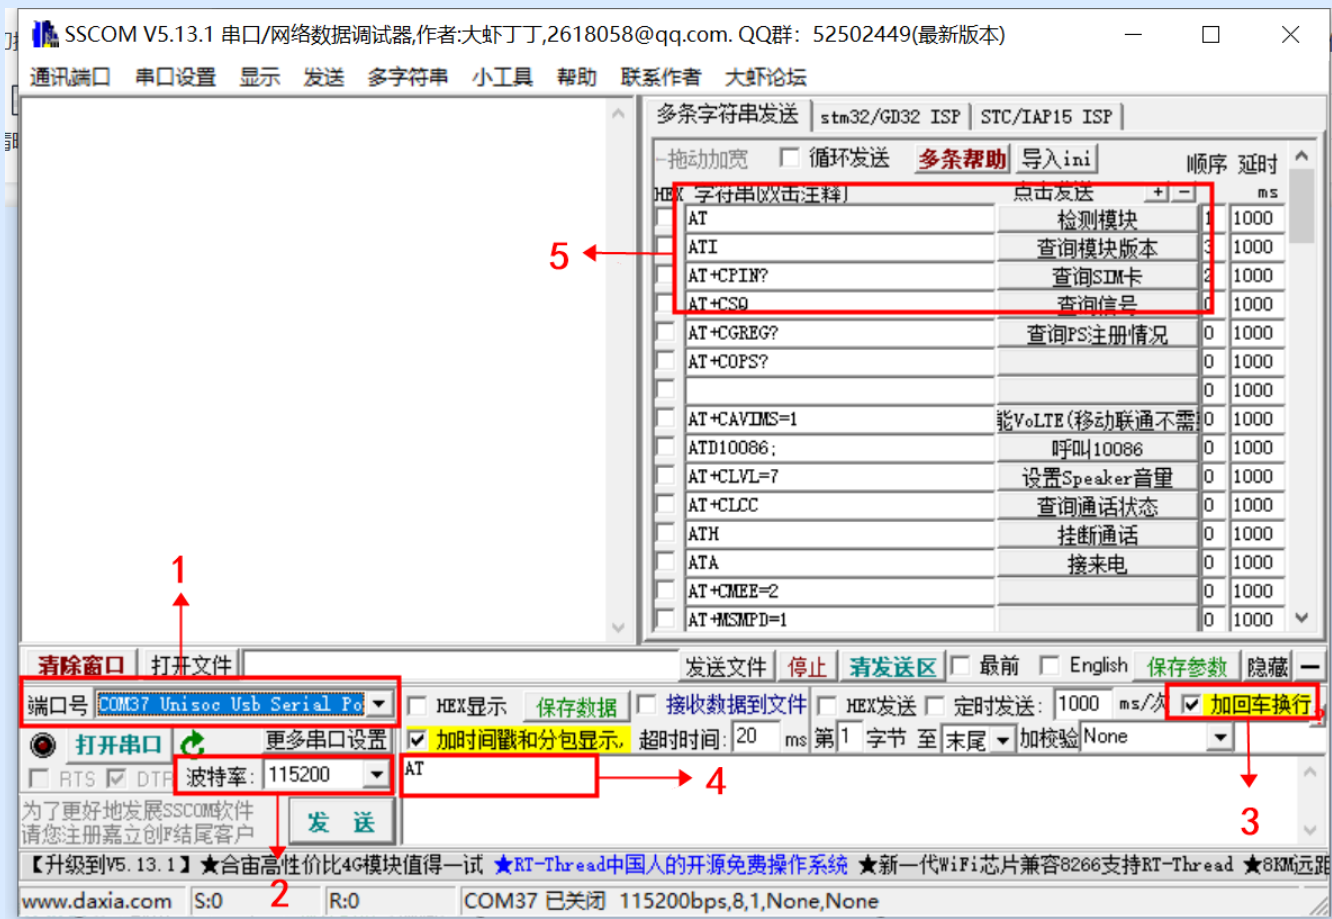 SSCOM V5.13.1 串口/网络数据调试器,作者:大虾丁丁,2618058@qq.com. QQ群: 52502449(最新版本)
通讯端口 串口设置 显示 发送 多字符串 小工具 帮助 联系作者 大虾论坛
多条字符串发送 stm32/GD32 ISP STC/IAP15 ISP
拖动加宽 循环发送 多条帮助 导入ini 顺序 延时
HEX 字符串(双击注释) 点击发送 + - ms
AT 检测模块 1 1000
5 ATI 查询模块版本 3 1000
AT+CPIN? 查询SIM卡 2 1000
AT+CSQ 查询信号 0 1000
AT+CGREG? 查询PS注册情况 0 1000
AT+COPS? 0 1000
0 1000
AT+CAVIMS=1 能VoLTE(移动联通不需 0 1000
ATD10086; 呼叫10086 0 1000
AT+CLVL=7 设置Speaker音量 0 1000
AT+CLCC 查询通话状态 0 1000
ATH 挂断通话 0 1000
ATA 接来电 0 1000
AT+CMEE=2 0 1000
AT+MSMPD=1 0 1000
1
清除窗口 打开文件 发送文件 停止 清发送区 最前 English 保存参数 隐藏
端口号 COM37 Unisoc Usb Serial Po HEX显示 保存数据 接收数据到文件 HEX发送 定时发送: 1000 ms/次 加回车换行
打开串口 更多串口设置 加时间戳和分包显示, 超时时间: 20 ms 第1 字节 至 末尾 加校验 None
RTS DTR 波特率: 115200 AT 4
3
为了更好地发展SSCOM软件
请您注册嘉立创F结尾客户
发 送
【升级到V5.13.1】★合宙高性价比4G模块值得一试 ★RT-Thread中国人的开源免费操作系统 ★新一代WiFi芯片兼容8266支持RT-Thread ★8KM远距
2
www.daxia.com S:0 R:0 COM37 已关闭 115200bps,8,1,None,None